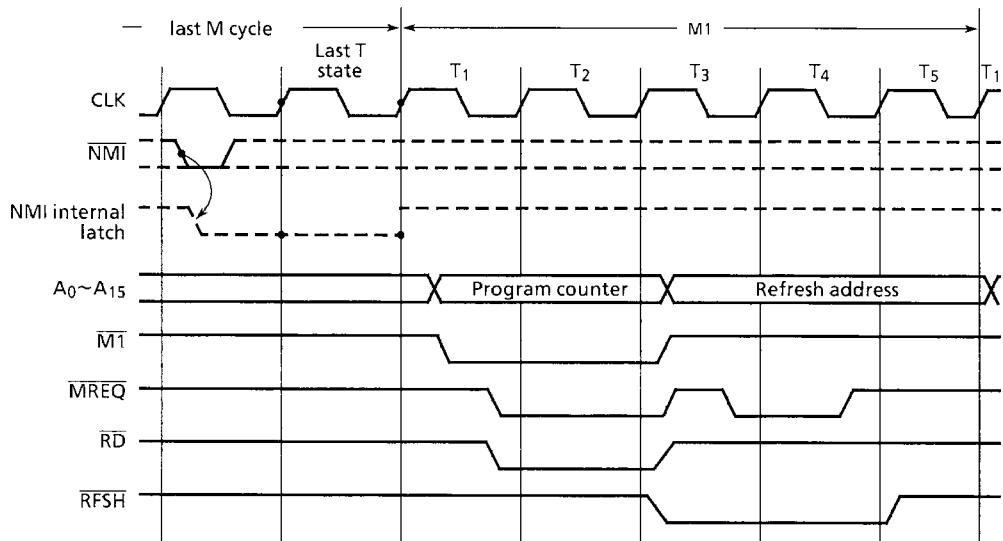 last M cycle
M1
Last T
state
T1 T2 T3 T4 T5 T1
CLK
NMI
NMI internal
latch
A0~A15 Program counter Refresh address
M1
MREQ
RD
RFSH